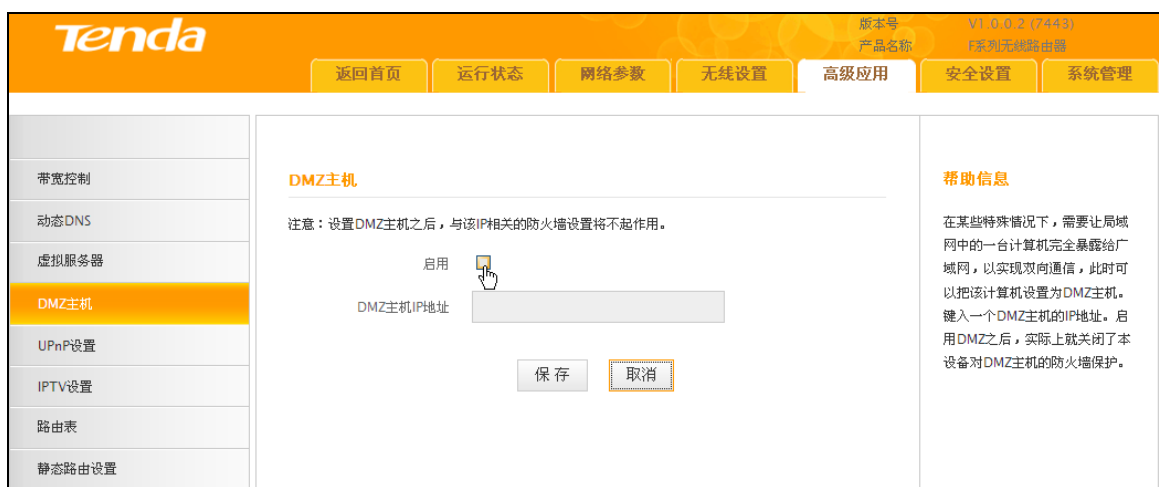 Tenda
版本号 V1.0.0.2 (7443)
产品名称 F系列无线路由器
返回首页 运行状态 网络参数 无线设置 高级应用 安全设置 系统管理
带宽控制
动态DNS
虚拟服务器
DMZ主机
UPnP设置
IPTV设置
路由表
静态路由设置
DMZ主机
注意：设置DMZ主机之后，与该IP相关的防火墙设置将不起作用。
启用
DMZ主机IP地址
保存 取消
帮助信息
在某些特殊情况下，需要让局域
网中的一台计算机完全暴露给广
域网，以实现双向通信，此时可
以把该计算机设置为DMZ主机。
键入一个DMZ主机的IP地址。启
用DMZ之后，实际上就关闭了本
设备对DMZ主机的防火墙保护。